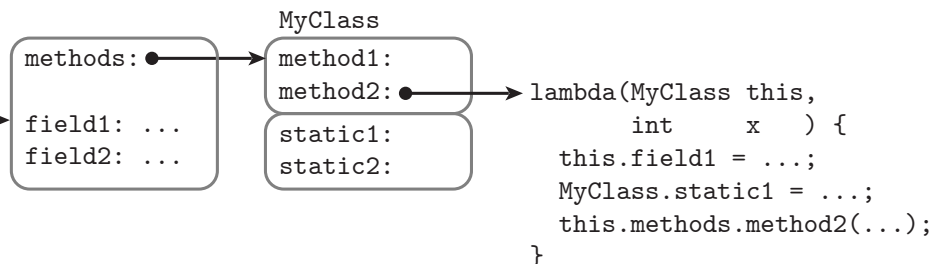 MyClass
methods:
field1: ...
field2: ...
method1:
method2:
static1:
static2:
lambda(MyClass this,
int x ) {
this.field1 = ...;
MyClass.static1 = ...;
this.methods.method2(...);
}